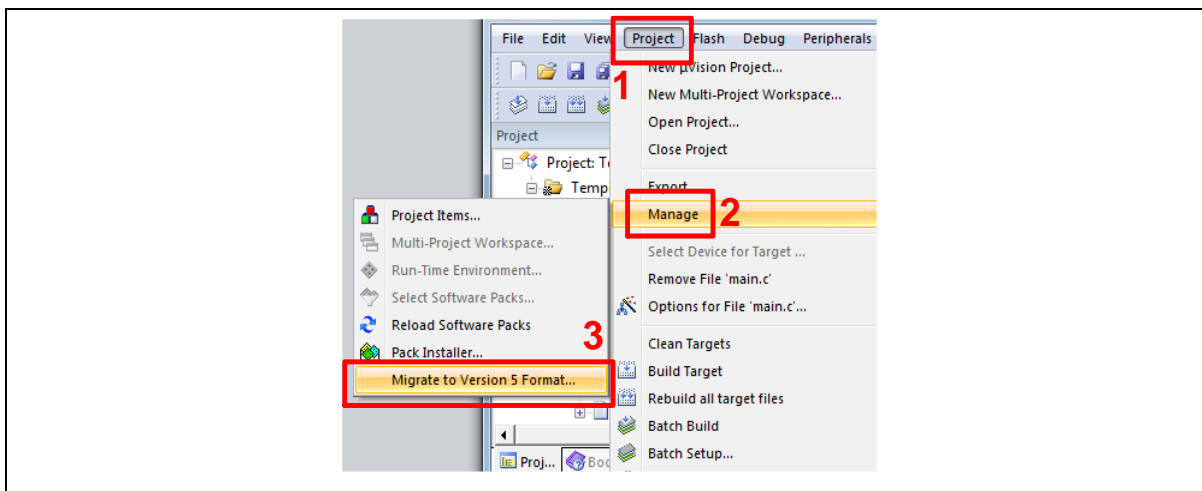 File Edit View Project Flash Debug Peripherals
1
New μVision Project...
New Multi-Project Workspace...
Open Project...
Close Project
Export
Manage 2
Select Device for Target ...
Remove File 'main.c'
Options for File 'main.c'...
Clean Targets
Build Target
Rebuild all target files
Batch Build
Batch Setup...
Project
Project: T
Temp
Project Items...
Multi-Project Workspace...
Run-Time Environment...
Select Software Packs...
Reload Software Packs
3
Pack Installer...
Migrate to Version 5 Format...
Proj... Boo